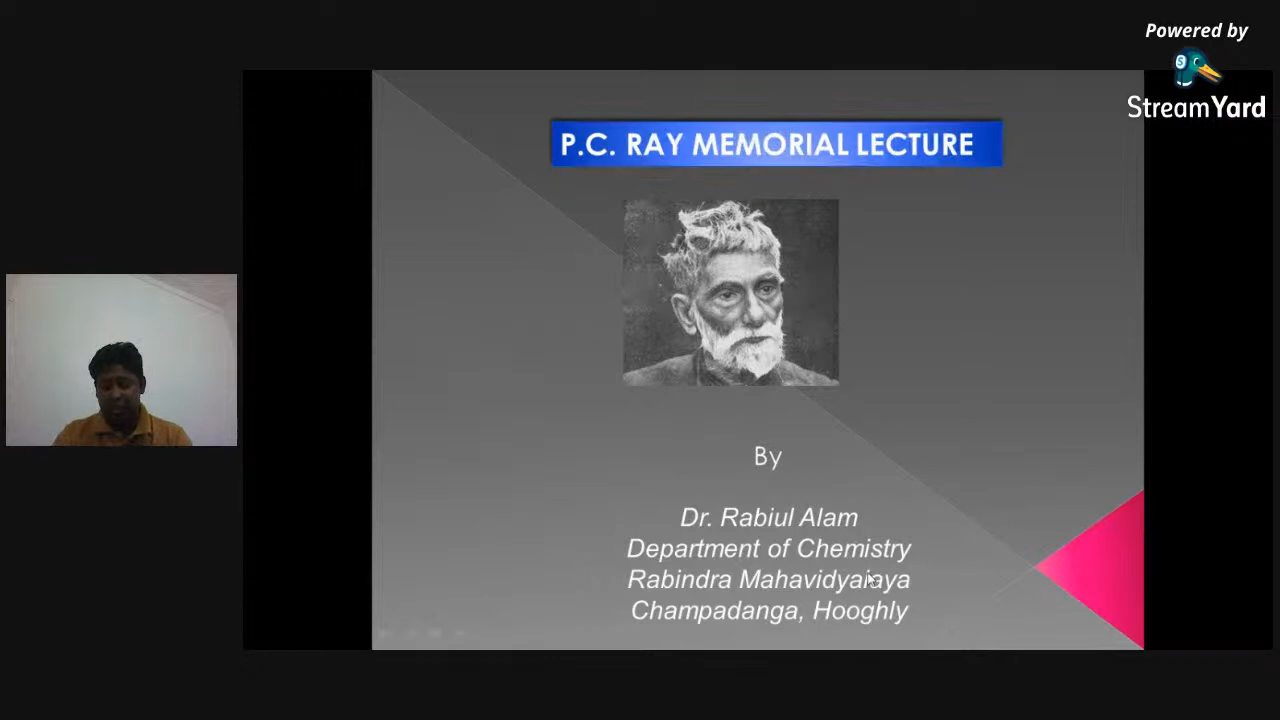 Powered by
StreamYard
P.C. RAY MEMORIAL LECTURE
By
Dr. Rabiul Alam
Department of Chemistry
Rabindra Mahavidyalaya
Champadanga, Hooghly